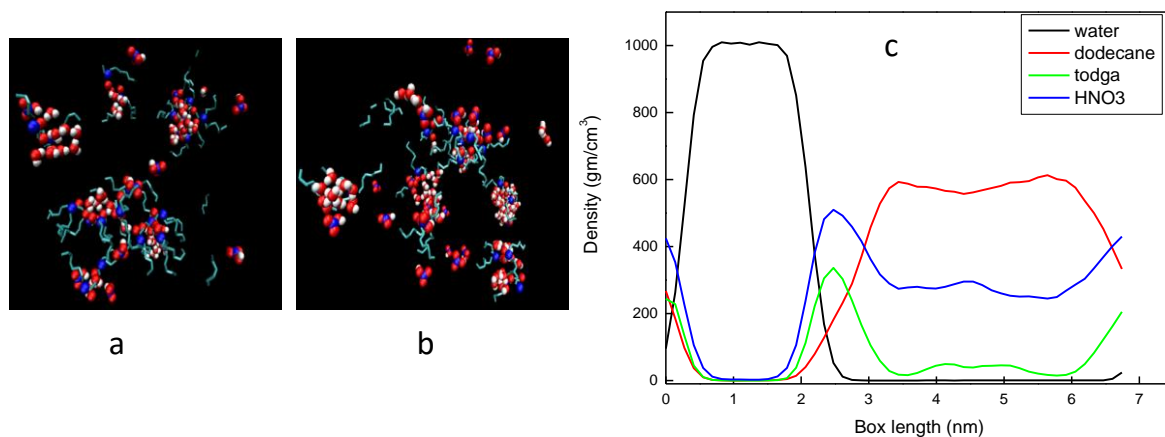 a
b
c
water
dodecane
todga
HNO3
Density (gm/cm³)
1000
800
600
400
200
0
0 1 2 3 4 5 6 7
Box length (nm)